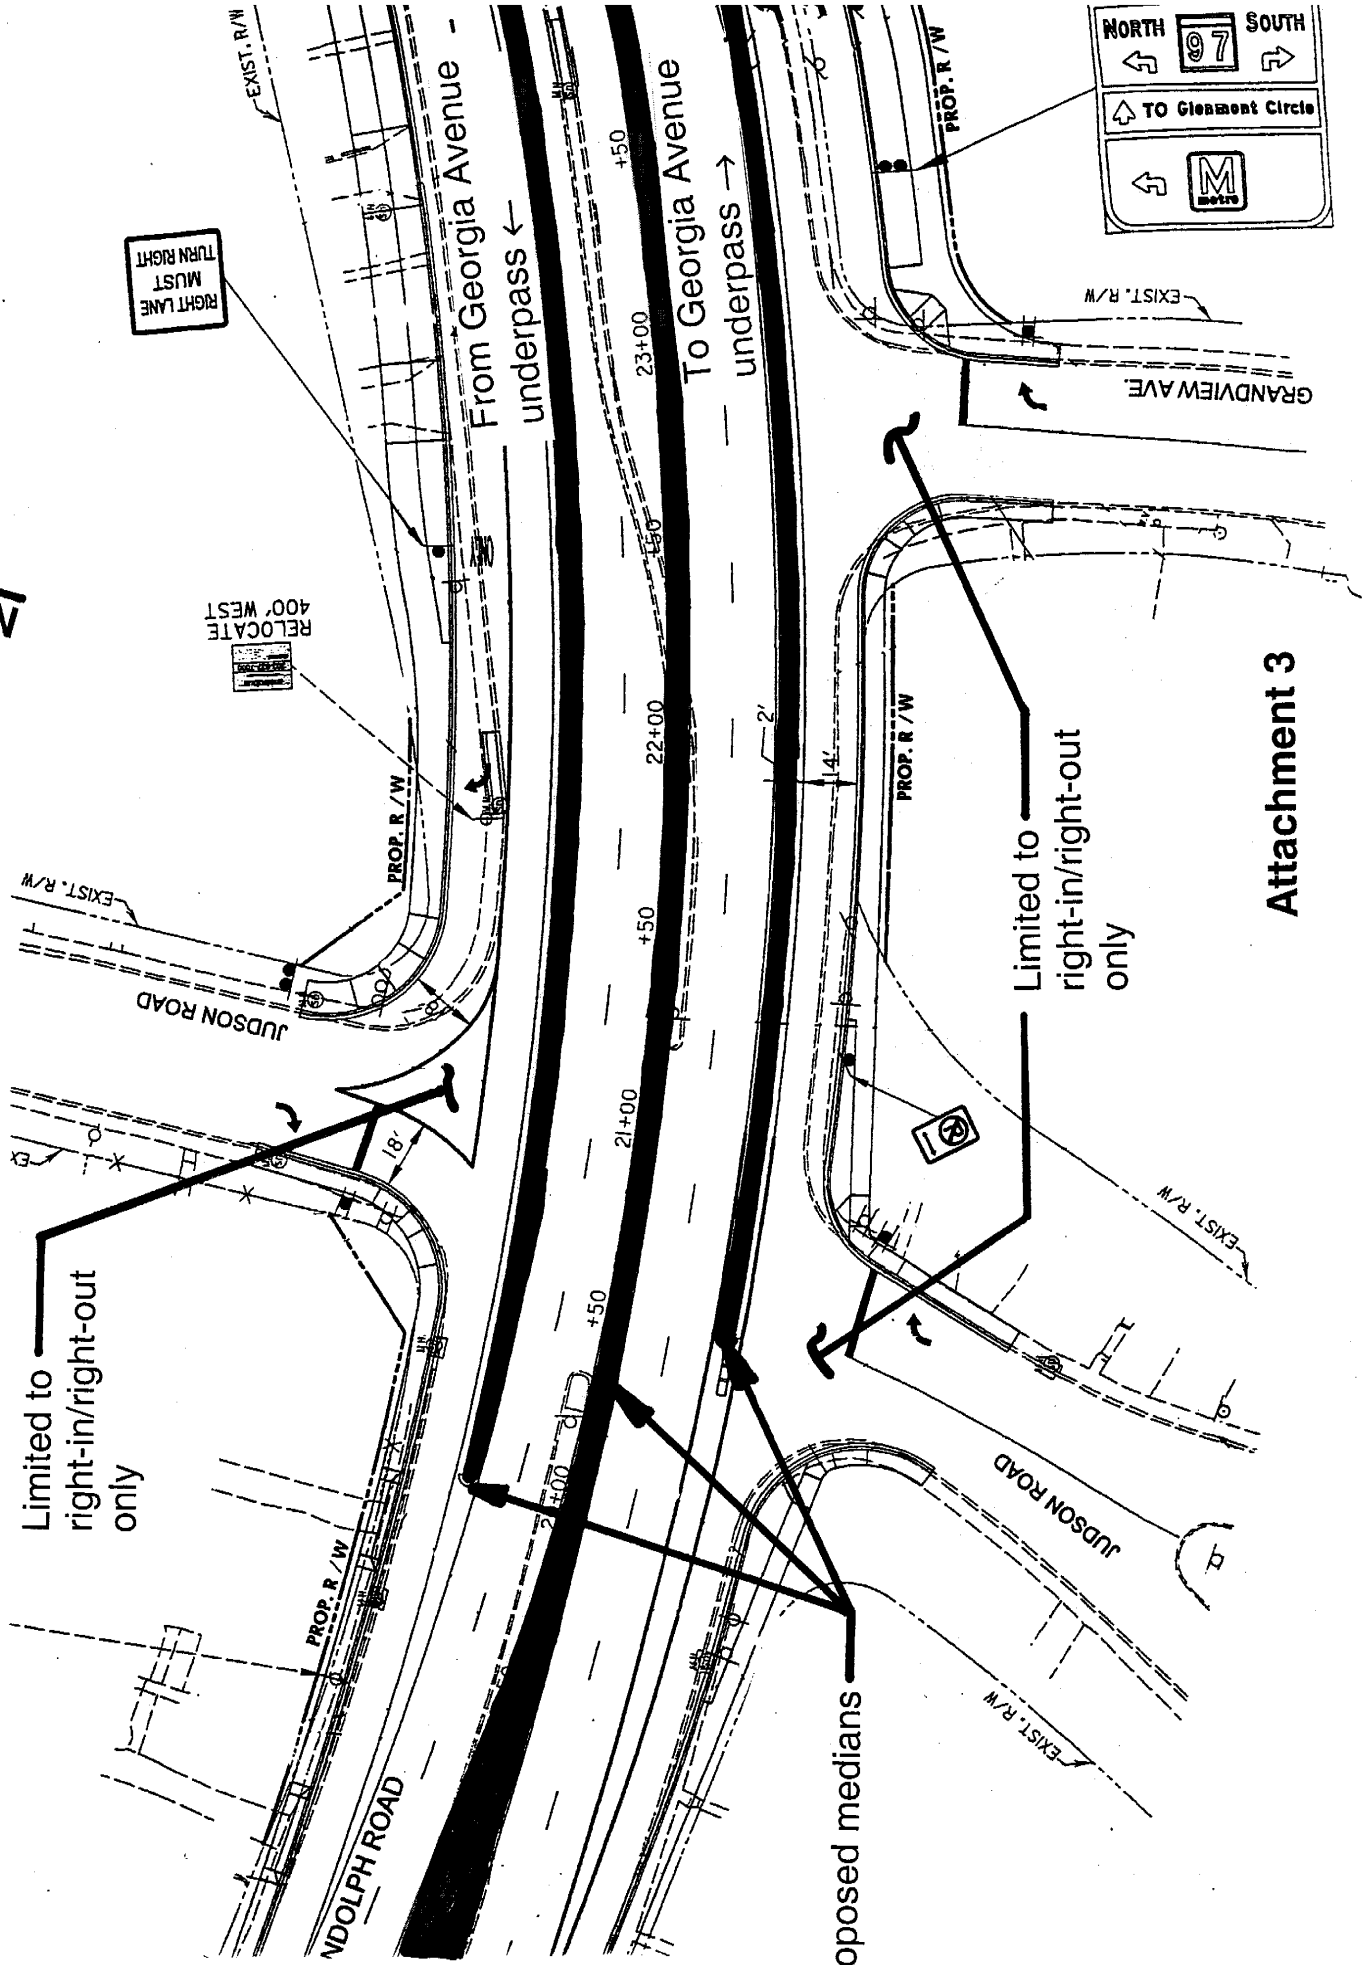 EXIST. R/W
NORTH
97
SOUTH
TO Glenmont Circle
M
metro
PROP. R/W
RIGHT LANE
MUST
TURN RIGHT
From Georgia Avenue -
underpass ←
+50
To Georgia Avenue
underpass →
23+00
EXIST. R/W
GRANDVIEW AVE.
+50
RELOCATE
400' WEST
22+00
2'
14'
PROP. R/W
PROP. R/W
Attachment 3
Limited to
right-in/right-out
only
EXIST. R/W
JUDSON ROAD
+50
21+00
18'
EX
R
EXIST. R/W
Limited to
right-in/right-out
only
+50
JUDSON ROAD
PROP. R/W
EXIST. R/W
NDOLPH ROAD
oposed medians